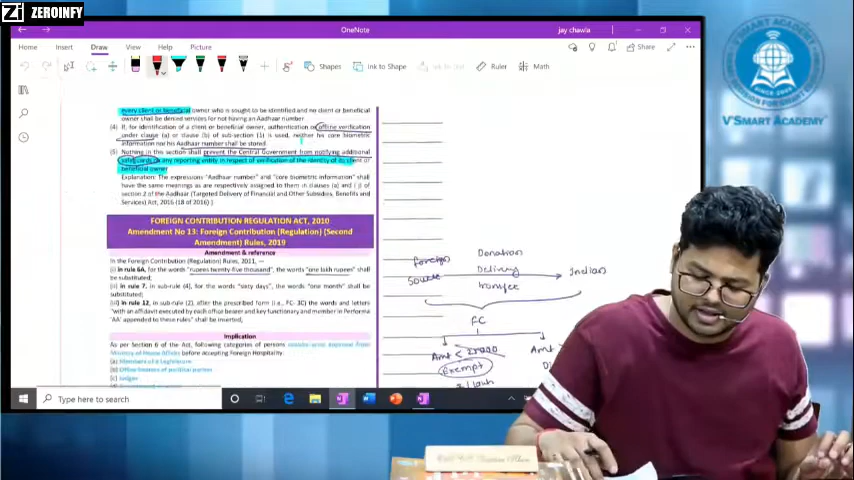 Zi ZEROINFY
OneNote
jay chawla
Home Insert Draw View Help Picture
Share
Shapes
Ink to Shape
Ruler
Math
every client or beneficial owner who is sought to be identified and no client or beneficial
owner shall be denied services for not having an Aadhaar number.
(4) If, for identification of a client or beneficial owner, authentication or offline verification
under clause (a) or clause (b) of sub-section (1) is used, neither his core biometric
information nor his Aadhaar number shall be stored
(5) Nothing in this section shall prevent the Central Government from notifying additional
safeguards on any reporting entity in respect of verification of the identity of its client or
beneficial owner
Explanation: The expressions "Aadhar number" and "core biometric information" shall
have the same meanings as are respectively assigned to them in clauses (a) and (j) of
section 2 of the Aadhaar (Targeted Delivery of Financial and Other Subsidies, Benefits and
Services) Act, 2016 (18 of 2016).]
FOREIGN CONTRIBUTION REGULATION ACT, 2010
Amendment No 13: Foreign Contribution (Regulation) (Second
Amendment) Rules, 2019
Amendment & reference
In the Foreign Contribution (Regulation) Rules, 2011, —
(i) in rule 6A, for the words "rupees twenty-five thousand", the words "one lakh rupees" shall
be substituted;
(ii) in rule 7, in sub-rule (4), for the words "sixty days", the words "one month" shall be
substituted;
(iii) in rule 12, in sub-rule (2), after the prescribed form (i.e., FC- 3C) the words and letters
"with an affidavit executed by each office bearer and key functionary and member in Performa
'AA' appended to these rules" shall be inserted,
Implication
As per Section 6 of the Act, following categories of persons
Ministry of Home Affairs before accepting Foreign Hospitality:
(a) Members of a Legislature
(b) Office bearers of political parties
(c) Judges
Foreign
Source
Donation
Delivery
Transfer
Indian
FC
Amt < 25000
Exempt
1 lakh
Amt
Type here to search
V'SMART ACADEMY
SINCE
V'SMART ACADEMY